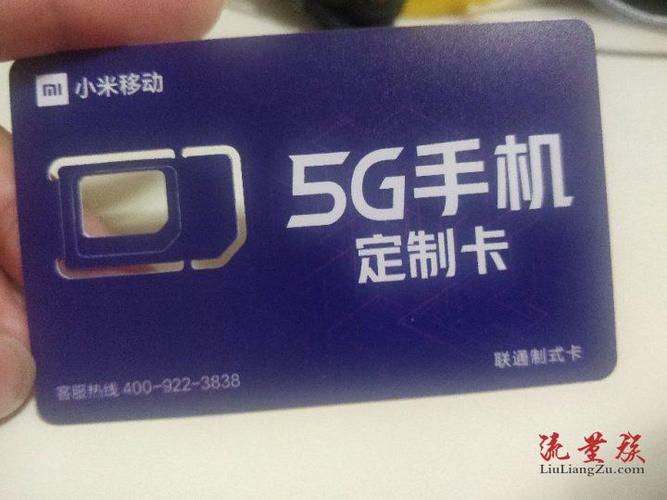 mi 小米移动
5G手机
定制卡
联通制式卡
客服热线 400-922-3838
流量族
LiuLiangZu.com